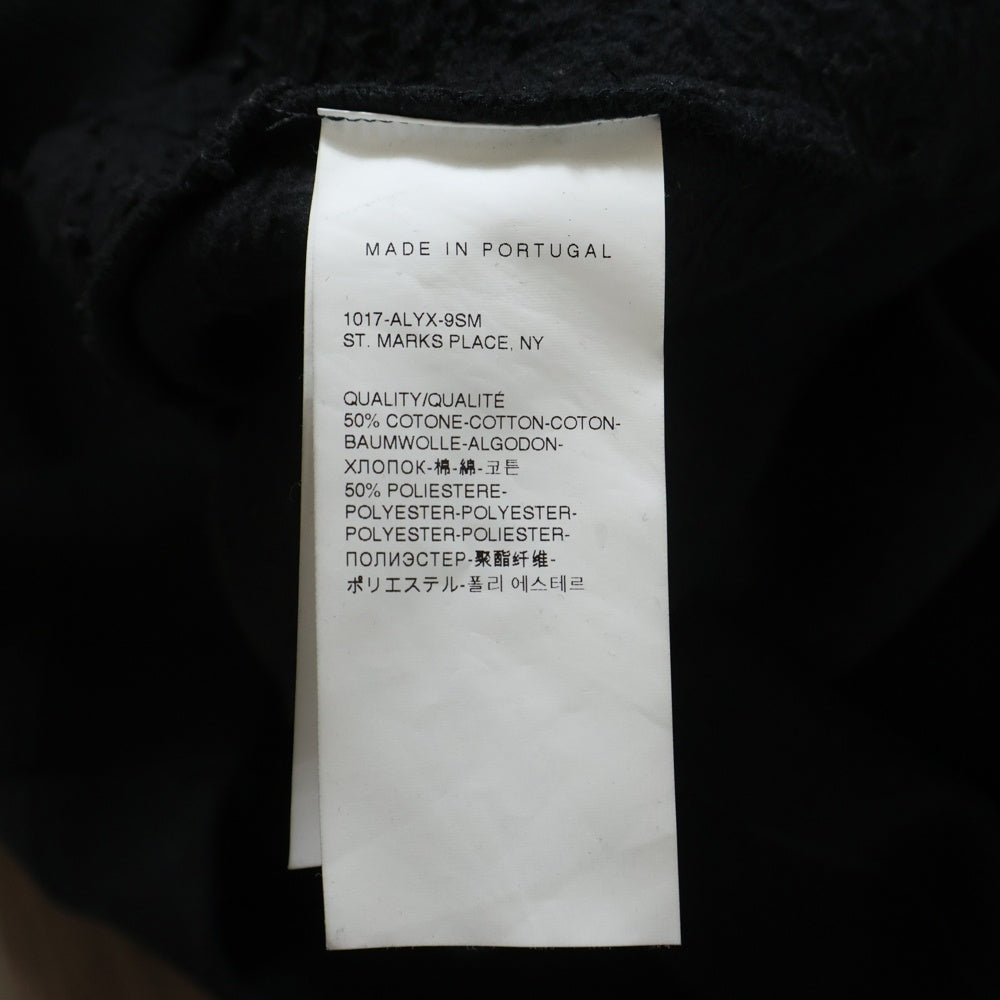 MADE IN PORTUGAL
1017-ALYX-9SM
ST. MARKS PLACE, NY
QUALITY/QUALITÉ
50% COTONE-COTTON-COTON-
BAUMWOLLE-ALGODON-
ХЛОПОК-棉-綿-코튼
50% POLIESTERE-
POLYESTER-POLYESTER-
POLYESTER-POLIESTER-
ПОЛИЭСТЕР-聚酯纤维-
ポリエステル-폴리 에스테르